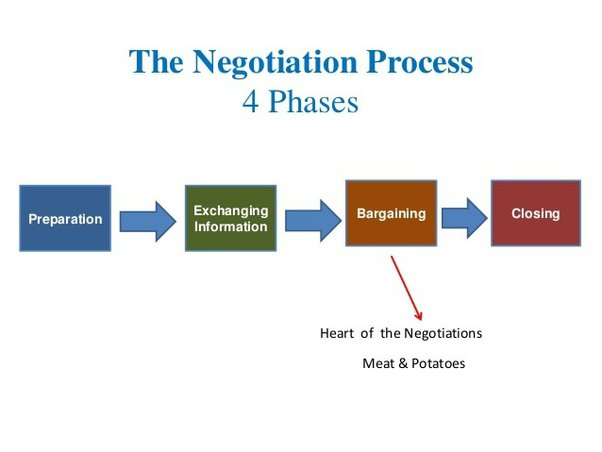 The Negotiation Process
4 Phases
Preparation
Exchanging
Information
Bargaining
Closing
Heart of the Negotiations
Meat & Potatoes